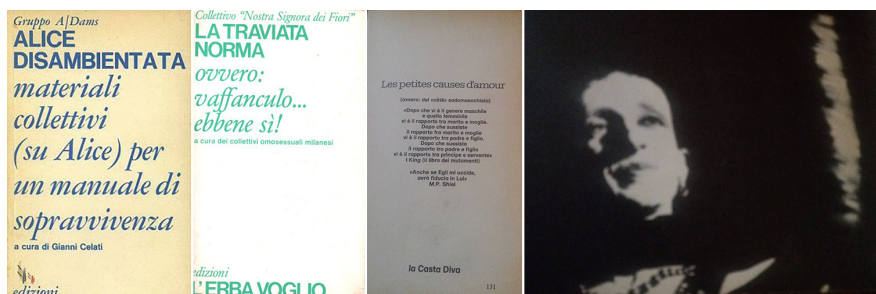 Gruppo A/Dams
ALICE
DISAMBIENTATA
materiali
collettivi
(su Alice) per
un manuale di
sopravvivenza
a cura di Gianni Celati
edizioni
Collettivo "Nostra Signora dei Fiori"
LA TRAVIATA
NORMA
ovvero:
vaffanculo...
ebbene sì!
a cura dei collettivi omosessuali milanesi
edizioni
L'ERBA VOGLIO
Les petites causes d'amour
(ovvero: del coitito sadomasochista)
«Dopo che vi è il genere maschile
e quello femminile
vi è il rapporto tra marito e moglie.
Dopo che sussiste
il rapporto tra marito e moglie
vi è il rapporto tra padre e figlio.
Dopo che sussiste
il rapporto tra padre e figlio
vi è il rapporto tra principe e servente»
I King (il libro dei mutamenti)
«Anche se Egli mi uccide,
avrò fiducia in Lui»
M.P. Shiel
la Casta Diva
131